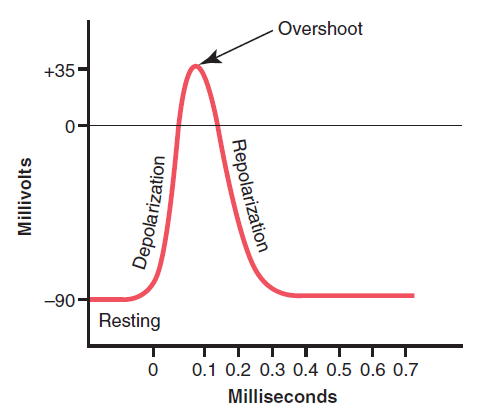 Overshoot
+35
0
Millivolts
Depolarization
Repolarization
–90
Resting
0 0.1 0.2 0.3 0.4 0.5 0.6 0.7
Milliseconds